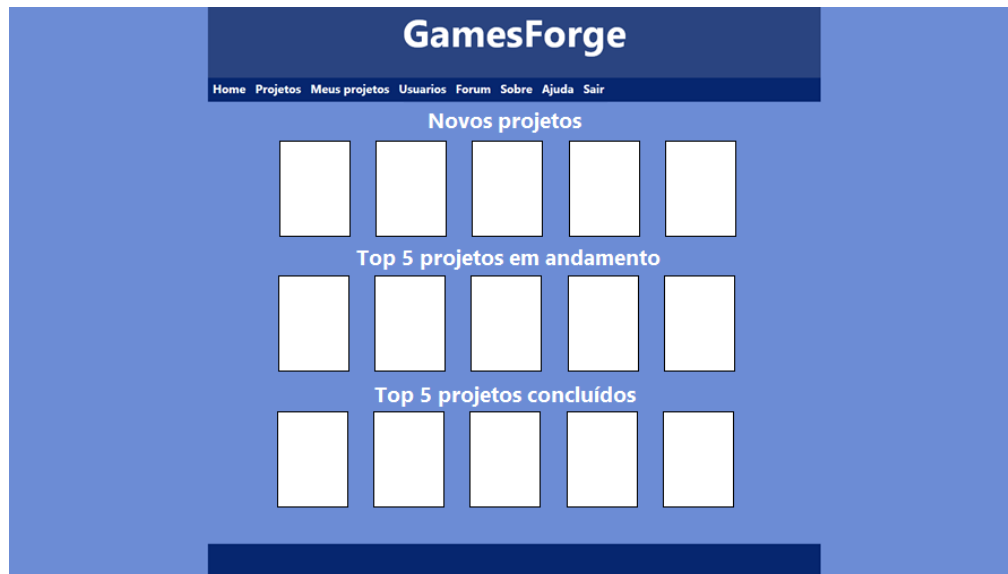 GamesForge
Home Projetos Meus projetos Usuarios Forum Sobre Ajuda Sair
Novos projetos
Top 5 projetos em andamento
Top 5 projetos concluídos